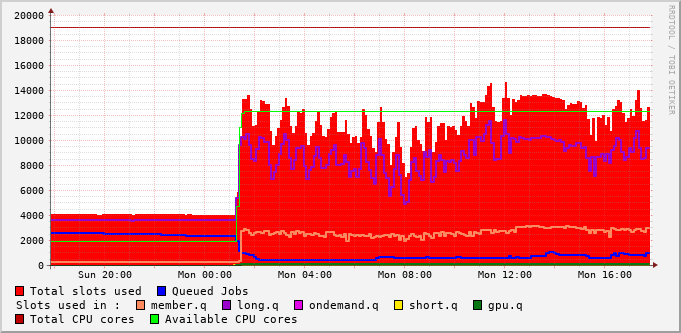 20000
18000
16000
14000
12000
10000
8000
6000
4000
2000
0
Sun 20:00 Mon 00:00 Mon 04:00 Mon 08:00 Mon 12:00 Mon 16:00
Total slots used Queued Jobs
Slots used in : member.q long.q ondemand.q short.q gpu.q
Total CPU cores Available CPU cores
RRDTOOL / TOBI OETIKER